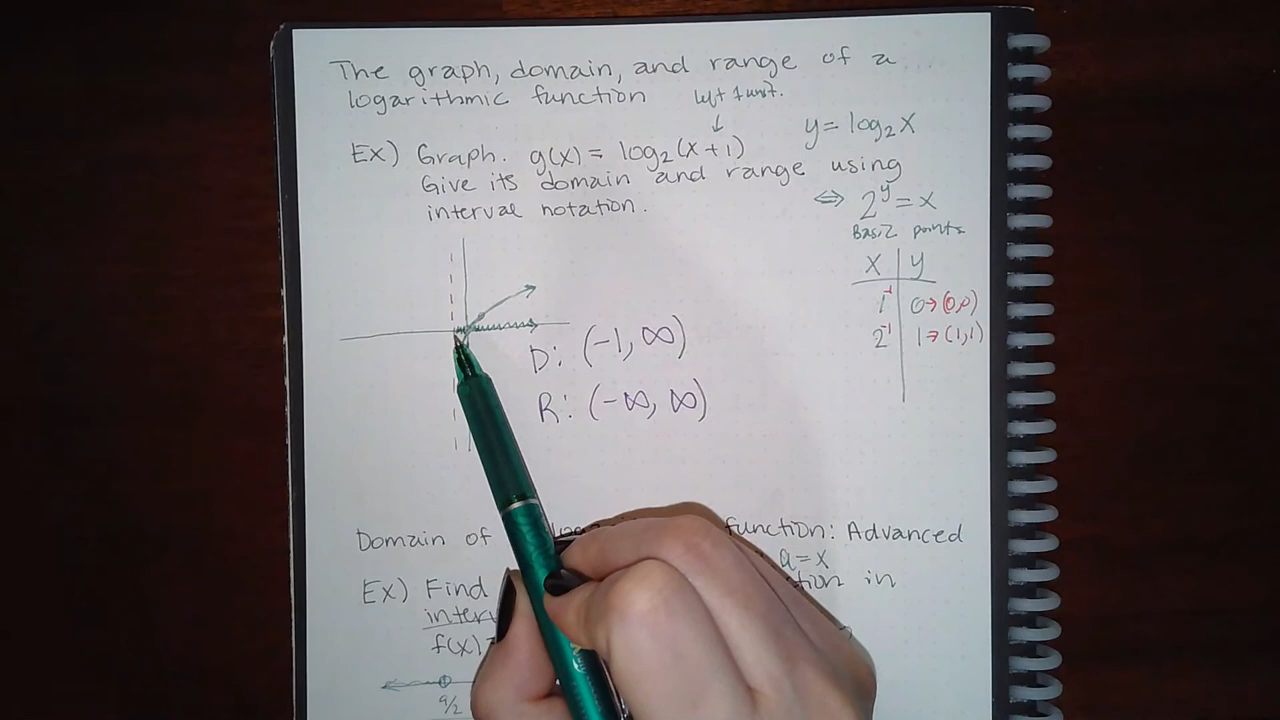 The graph, domain, and range of a
logarithmic function
left 1 unit.
↓
Ex) Graph. g(x) = log₂(x+1)
Give its domain and range using
interval notation.
y = log₂x
⇔ 2^y = x
Basic points
x | y
1⁻¹ | 0 → (0,0)
2⁻¹ | 1 → (1,1)
D: (-1, ∞)
R: (-∞, ∞)
Domain of function: Advanced
a=x
Ex) Find in
f(x)
9/2